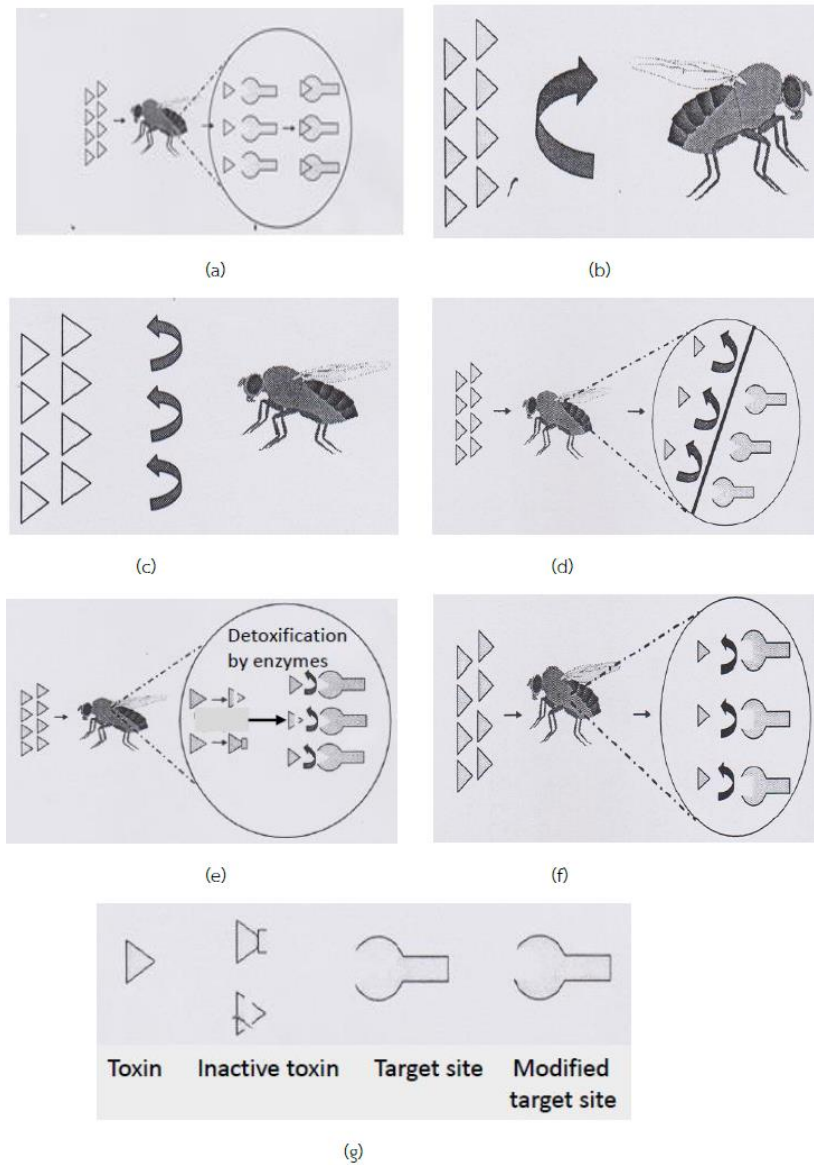 (a)
(b)
(c)
(d)
Detoxification
by enzymes
(e)
(f)
Toxin
Inactive toxin
Target site
Modified
target site
(g)